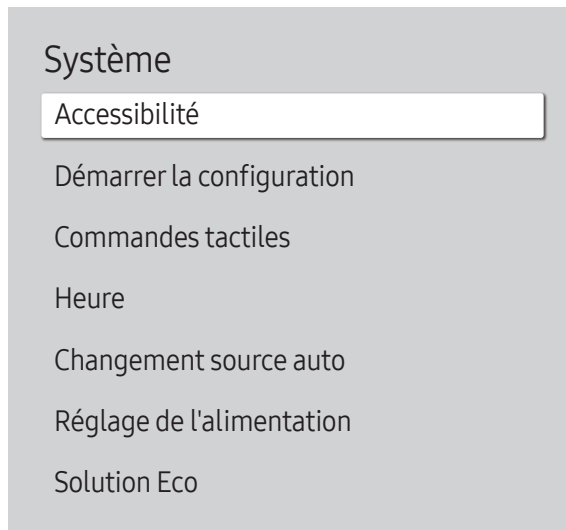 Système
Accessibilité
Démarrer la configuration
Commandes tactiles
Heure
Changement source auto
Réglage de l'alimentation
Solution Eco